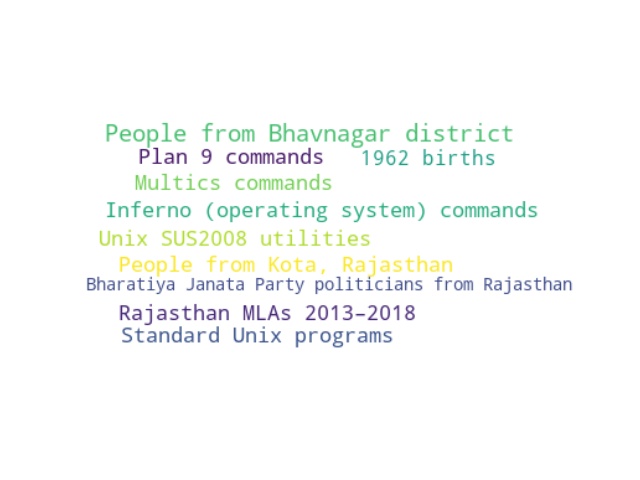 People from Bhavnagar district
Plan 9 commands 1962 births
Multics commands
Inferno (operating system) commands
Unix SUS2008 utilities
People from Kota, Rajasthan
Bharatiya Janata Party politicians from Rajasthan
Rajasthan MLAs 2013–2018
Standard Unix programs